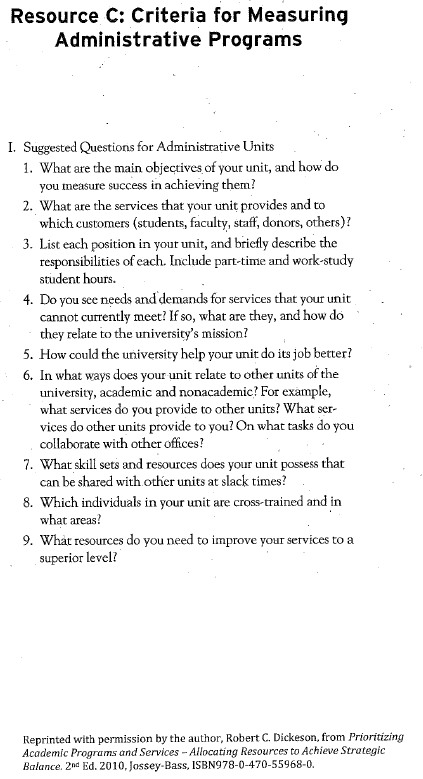 Resource C: Criteria for Measuring
Administrative Programs
I. Suggested Questions for Administrative Units
1. What are the main objectives of your unit, and how do
you measure success in achieving them?
2. What are the services that your unit provides and to
which customers (students, faculty, staff, donors, others)?
3. List each position in your unit, and briefly describe the
responsibilities of each. Include part-time and work-study
student hours.
4. Do you see needs and demands for services that your unit
cannot currently meet? If so, what are they, and how do
they relate to the university's mission?
5. How could the university help your unit do its job better?
6. In what ways does your unit relate to other units of the
university, academic and nonacademic? For example,
what services do you provide to other units? What ser-
vices do other units provide to you? On what tasks do you
collaborate with other offices?
7. What skill sets and resources does your unit possess that
can be shared with other units at slack times?
8. Which individuals in your unit are cross-trained and in
what areas?
9. What resources do you need to improve your services to a
superior level?
Reprinted with permission by the author, Robert C. Dickeson, from Prioritizing
Academic Programs and Services – Allocating Resources to Achieve Strategic
Balance. 2nd Ed. 2010, Jossey-Bass, ISBN978-0-470-55968-0.